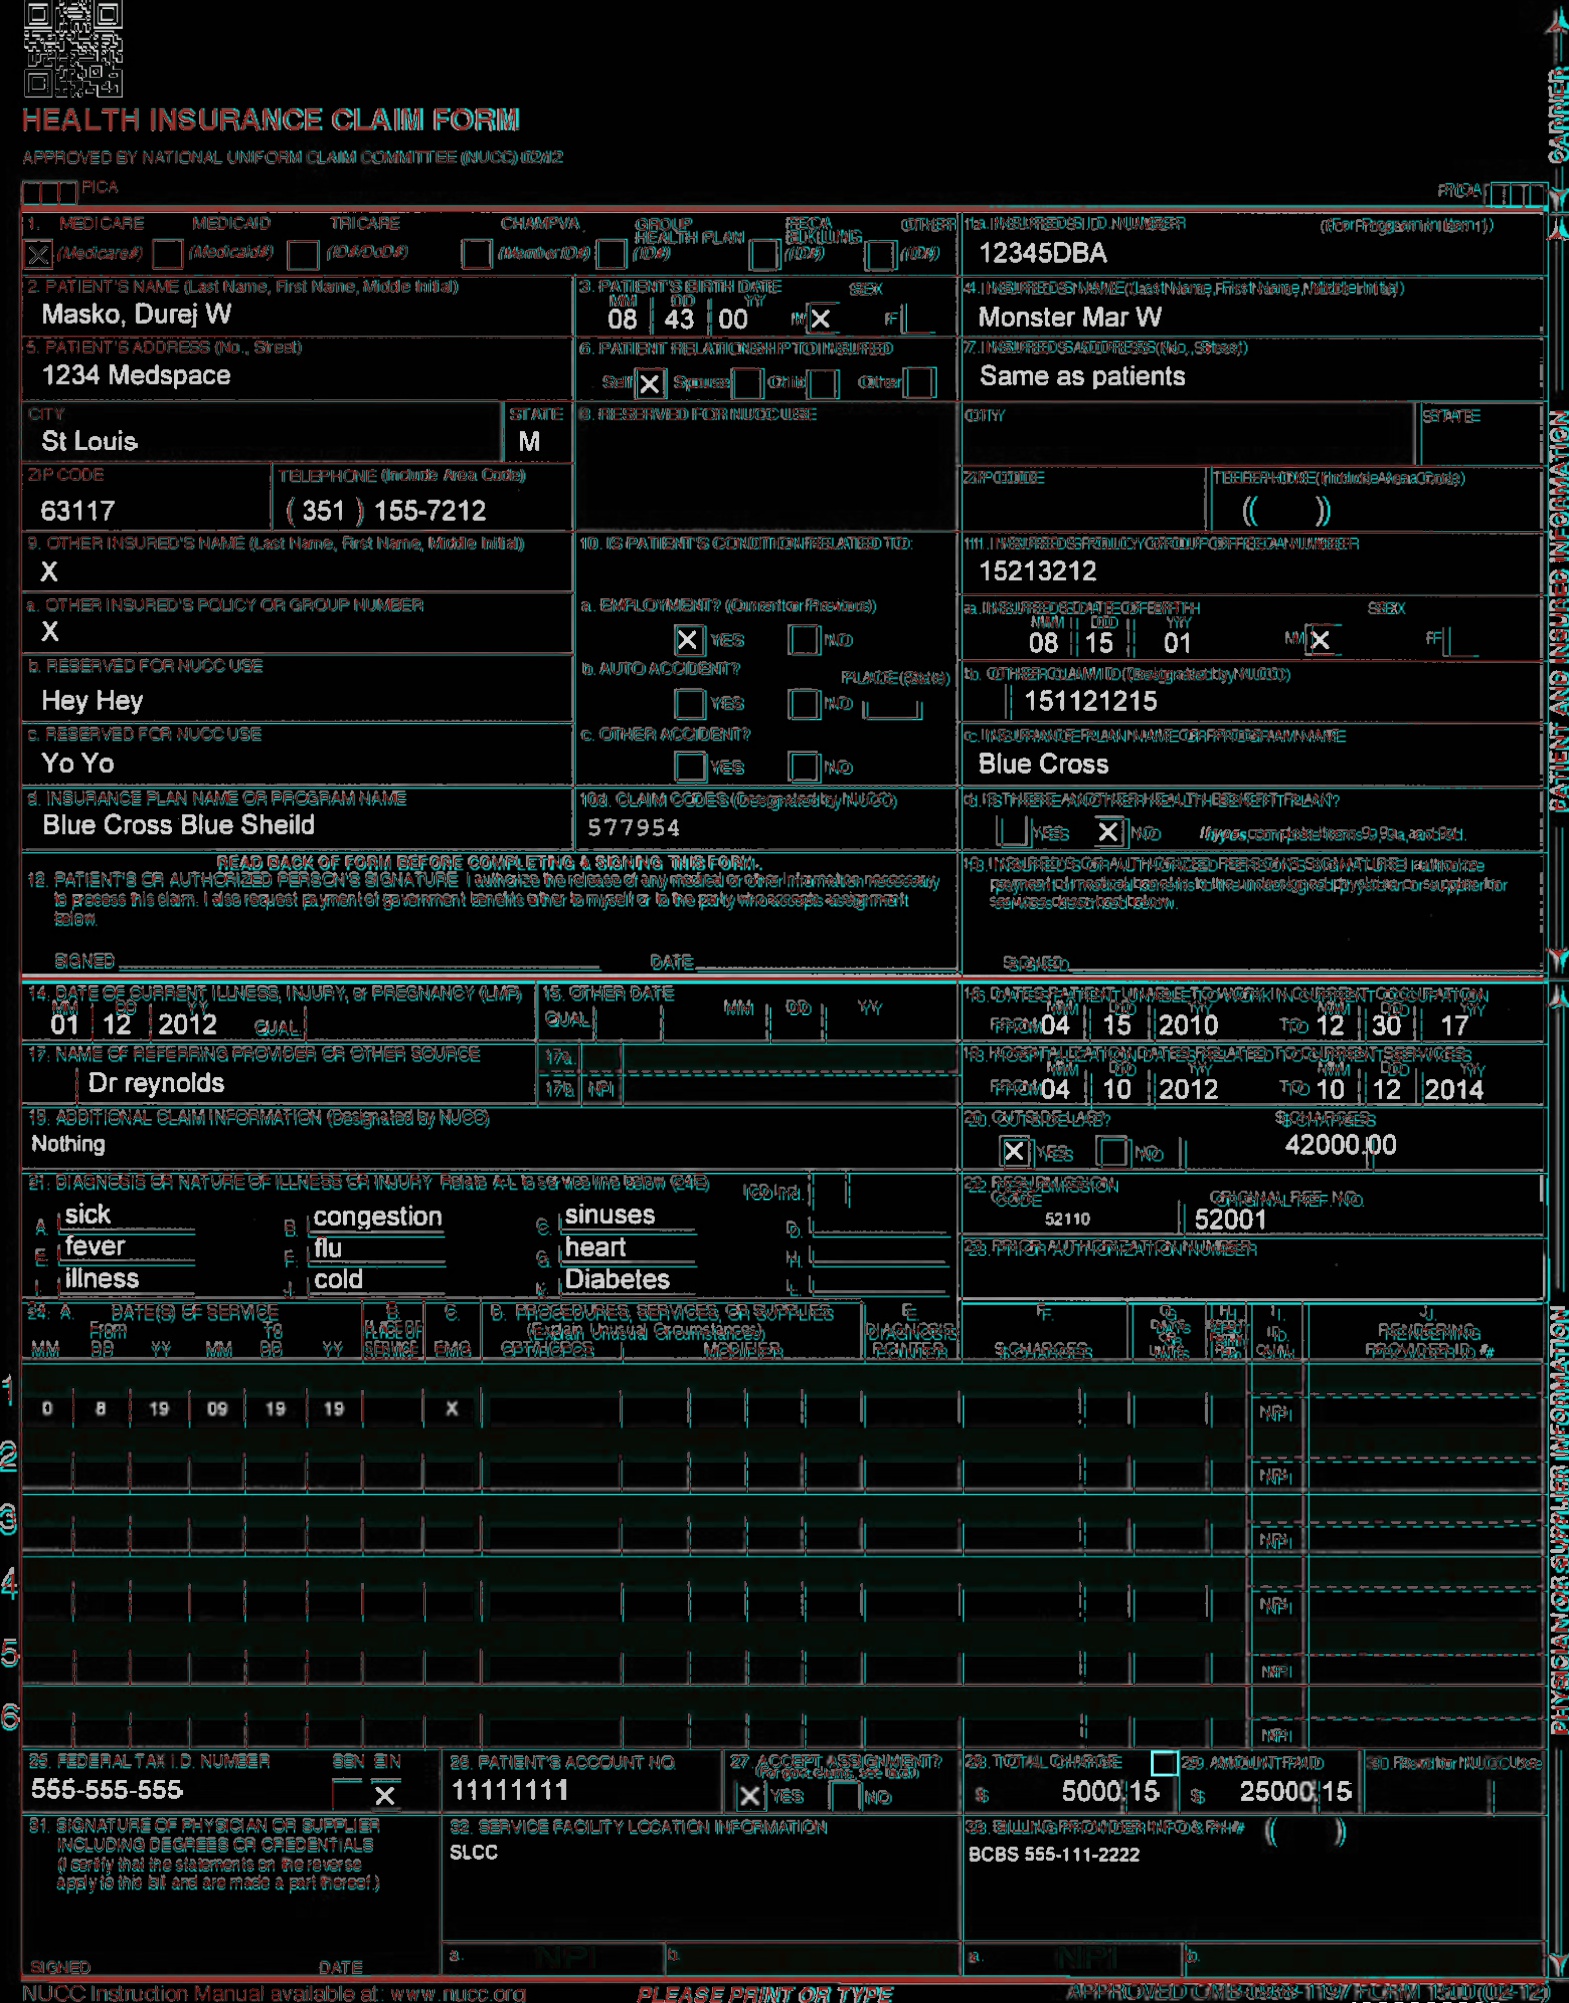 HEALTH INSURANCE CLAIM FORM
APPROVED BY NATIONAL UNIFORM CLAIM COMMITTEE (NUCC) 02/12
PICA
PICA
CARRIER
1. MEDICARE MEDICAID TRICARE CHAMPVA GROUP HEALTH PLAN FECA BLK LUNG OTHER
(Medicare#) (Medicaid#) (ID#/DoD#) (Member ID#) (ID#) (ID#) (ID#)
1a. INSURED'S I.D. NUMBER (For Program in Item 1)
12345DBA
2. PATIENT'S NAME (Last Name, First Name, Middle Initial)
Masko, Durej W
3. PATIENT'S BIRTH DATE SEX
MM DD YY
08 43 00 M X F
4. INSURED'S NAME (Last Name, First Name, Middle Initial)
Monster Mar W
5. PATIENT'S ADDRESS (No., Street)
1234 Medspace
6. PATIENT RELATIONSHIP TO INSURED
Self X Spouse Child Other
7. INSURED'S ADDRESS (No., Street)
Same as patients
CITY
St Louis
STATE
M
8. RESERVED FOR NUCC USE
CITY STATE
ZIP CODE
63117
TELEPHONE (Include Area Code)
( 351 ) 155-7212
ZIP CODE TELEPHONE (Include Area Code)
( )
9. OTHER INSURED'S NAME (Last Name, First Name, Middle Initial)
X
10. IS PATIENT'S CONDITION RELATED TO:
11. INSURED'S POLICY GROUP OR FECA NUMBER
15213212
a. OTHER INSURED'S POLICY OR GROUP NUMBER
X
a. EMPLOYMENT? (Current or Previous)
X YES NO
a. INSURED'S DATE OF BIRTH SEX
MM DD YY
08 15 01 M X F
b. RESERVED FOR NUCC USE
Hey Hey
b. AUTO ACCIDENT? PLACE (State)
YES NO
b. OTHER CLAIM ID (Designated by NUCC)
151121215
c. RESERVED FOR NUCC USE
Yo Yo
c. OTHER ACCIDENT?
YES NO
c. INSURANCE PLAN NAME OR PROGRAM NAME
Blue Cross
d. INSURANCE PLAN NAME OR PROGRAM NAME
Blue Cross Blue Sheild
10d. CLAIM CODES (Designated by NUCC)
577954
d. IS THERE ANOTHER HEALTH BENEFIT PLAN?
YES X NO If yes, complete items 9, 9a, and 9d.
PATIENT AND INSURED INFORMATION
READ BACK OF FORM BEFORE COMPLETING & SIGNING THIS FORM.
12. PATIENT'S OR AUTHORIZED PERSON'S SIGNATURE I authorize the release of any medical or other information necessary
to process this claim. I also request payment of government benefits either to myself or to the party who accepts assignment
below.
SIGNED DATE
13. INSURED'S OR AUTHORIZED PERSON'S SIGNATURE I authorize
payment of medical benefits to the undersigned physician or supplier for
services described below.
SIGNED
14. DATE OF CURRENT ILLNESS, INJURY, or PREGNANCY (LMP)
MM DD YY
01 12 2012 QUAL.
15. OTHER DATE
QUAL. MM DD YY
16. DATES PATIENT UNABLE TO WORK IN CURRENT OCCUPATION
MM DD YY MM DD YY
FROM 04 15 2010 TO 12 30 17
17. NAME OF REFERRING PROVIDER OR OTHER SOURCE
Dr reynolds
17a.
17b. NPI
18. HOSPITALIZATION DATES RELATED TO CURRENT SERVICES
MM DD YY MM DD YY
FROM 04 10 2012 TO 10 12 2014
19. ADDITIONAL CLAIM INFORMATION (Designated by NUCC)
Nothing
20. OUTSIDE LAB? $ CHARGES
X YES NO 42000.00
21. DIAGNOSIS OR NATURE OF ILLNESS OR INJURY Relate A-L to service line below (24E) ICD Ind.
A. sick B. congestion C. sinuses D.
E. fever F. flu G. heart H.
I. illness J. cold K. Diabetes L.
22. RESUBMISSION CODE ORIGINAL REF. NO.
52110 52001
23. PRIOR AUTHORIZATION NUMBER
24. A. DATE(S) OF SERVICE B. C. D. PROCEDURES, SERVICES, OR SUPPLIES E. F. G. H. I. J.
From To PLACE OF (Explain Unusual Circumstances) DIAGNOSIS DAYS OR ID. RENDERING
MM DD YY MM DD YY SERVICE EMG CPT/HCPCS MODIFIER POINTER $ CHARGES UNITS QUAL. PROVIDER ID. #
1
0 8 19 09 19 19 X NPI
2
NPI
3
NPI
4
NPI
5
NPI
6
NPI
PHYSICIAN OR SUPPLIER INFORMATION
25. FEDERAL TAX I.D. NUMBER SSN EIN
555-555-555 X
26. PATIENT'S ACCOUNT NO.
11111111
27. ACCEPT ASSIGNMENT?
(For govt. claims, see back)
X YES NO
28. TOTAL CHARGE
$ 5000 15
29. AMOUNT PAID
$ 25000 15
30. Rsvd for NUCC Use
31. SIGNATURE OF PHYSICIAN OR SUPPLIER
INCLUDING DEGREES OR CREDENTIALS
(I certify that the statements on the reverse
apply to this bill and are made a part thereof.)
SIGNED DATE
32. SERVICE FACILITY LOCATION INFORMATION
SLCC
a. NPI b.
33. BILLING PROVIDER INFO & PH # ( )
BCBS 555-111-2222
a. NPI b.
NUCC Instruction Manual available at: www.nucc.org
PLEASE PRINT OR TYPE
APPROVED OMB-0938-1197 FORM 1500 (02-12)